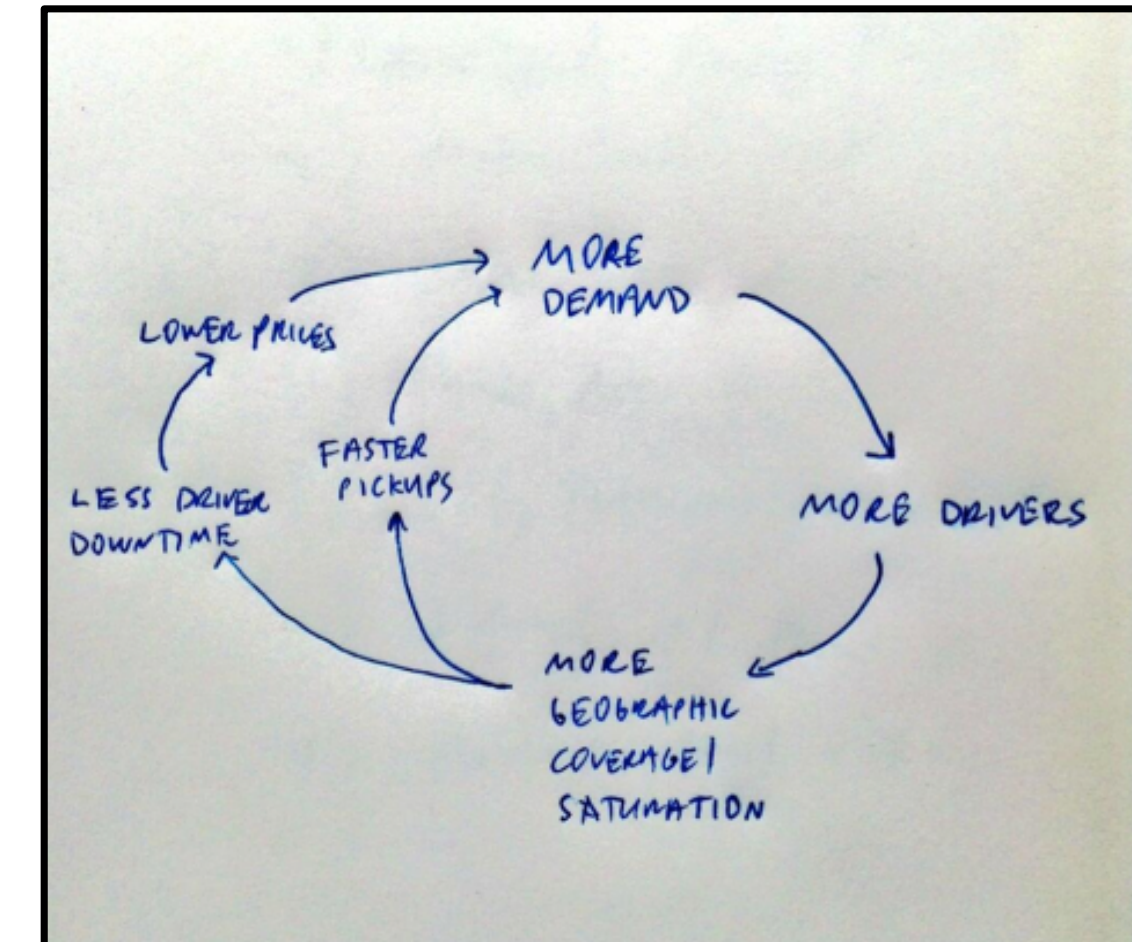 MORE
DEMAND
LOWER PRICES
FASTER
PICKUPS
LESS DRIVER
DOWNTIME
MORE DRIVERS
MORE
GEOGRAPHIC
COVERAGE/
SATURATION